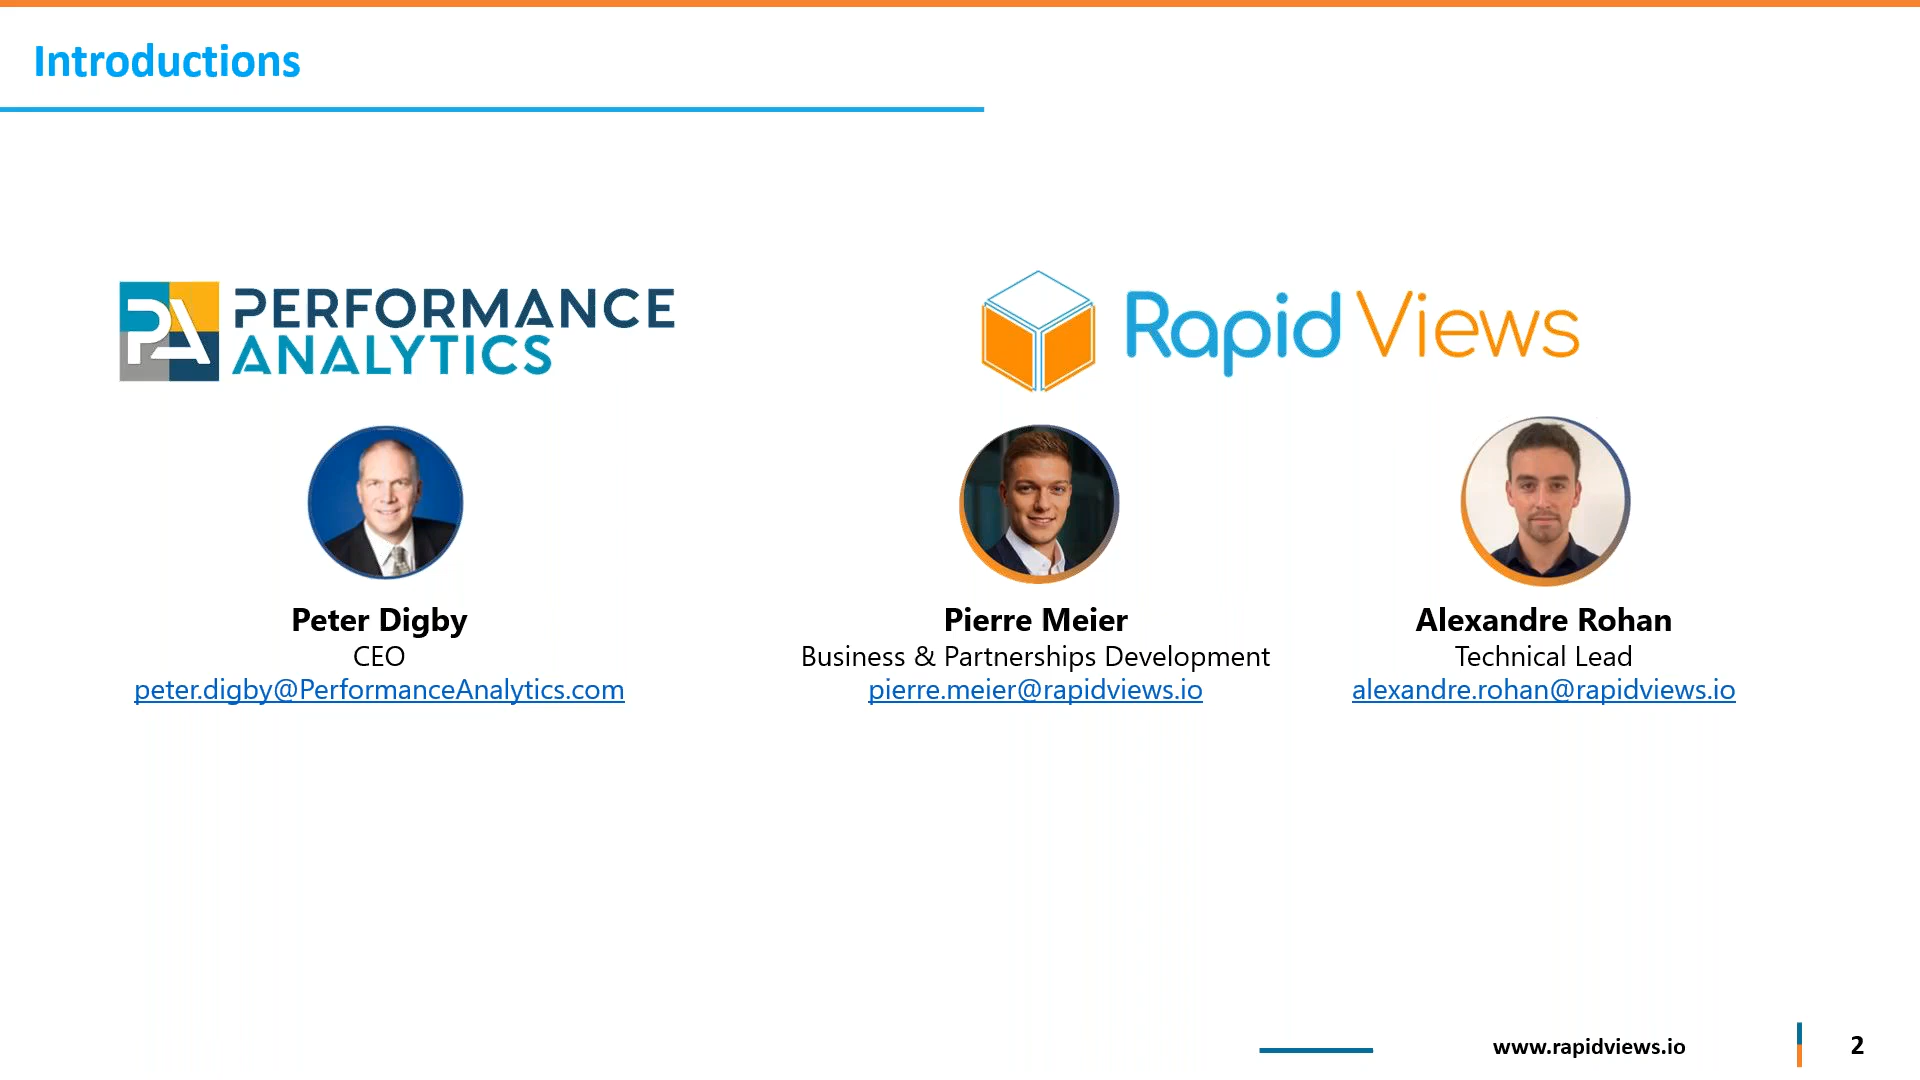 Introductions
PA PERFORMANCE
ANALYTICS
Rapid Views
Peter Digby
CEO
peter.digby@PerformanceAnalytics.com
Pierre Meier
Business & Partnerships Development
pierre.meier@rapidviews.io
Alexandre Rohan
Technical Lead
alexandre.rohan@rapidviews.io
www.rapidviews.io
2